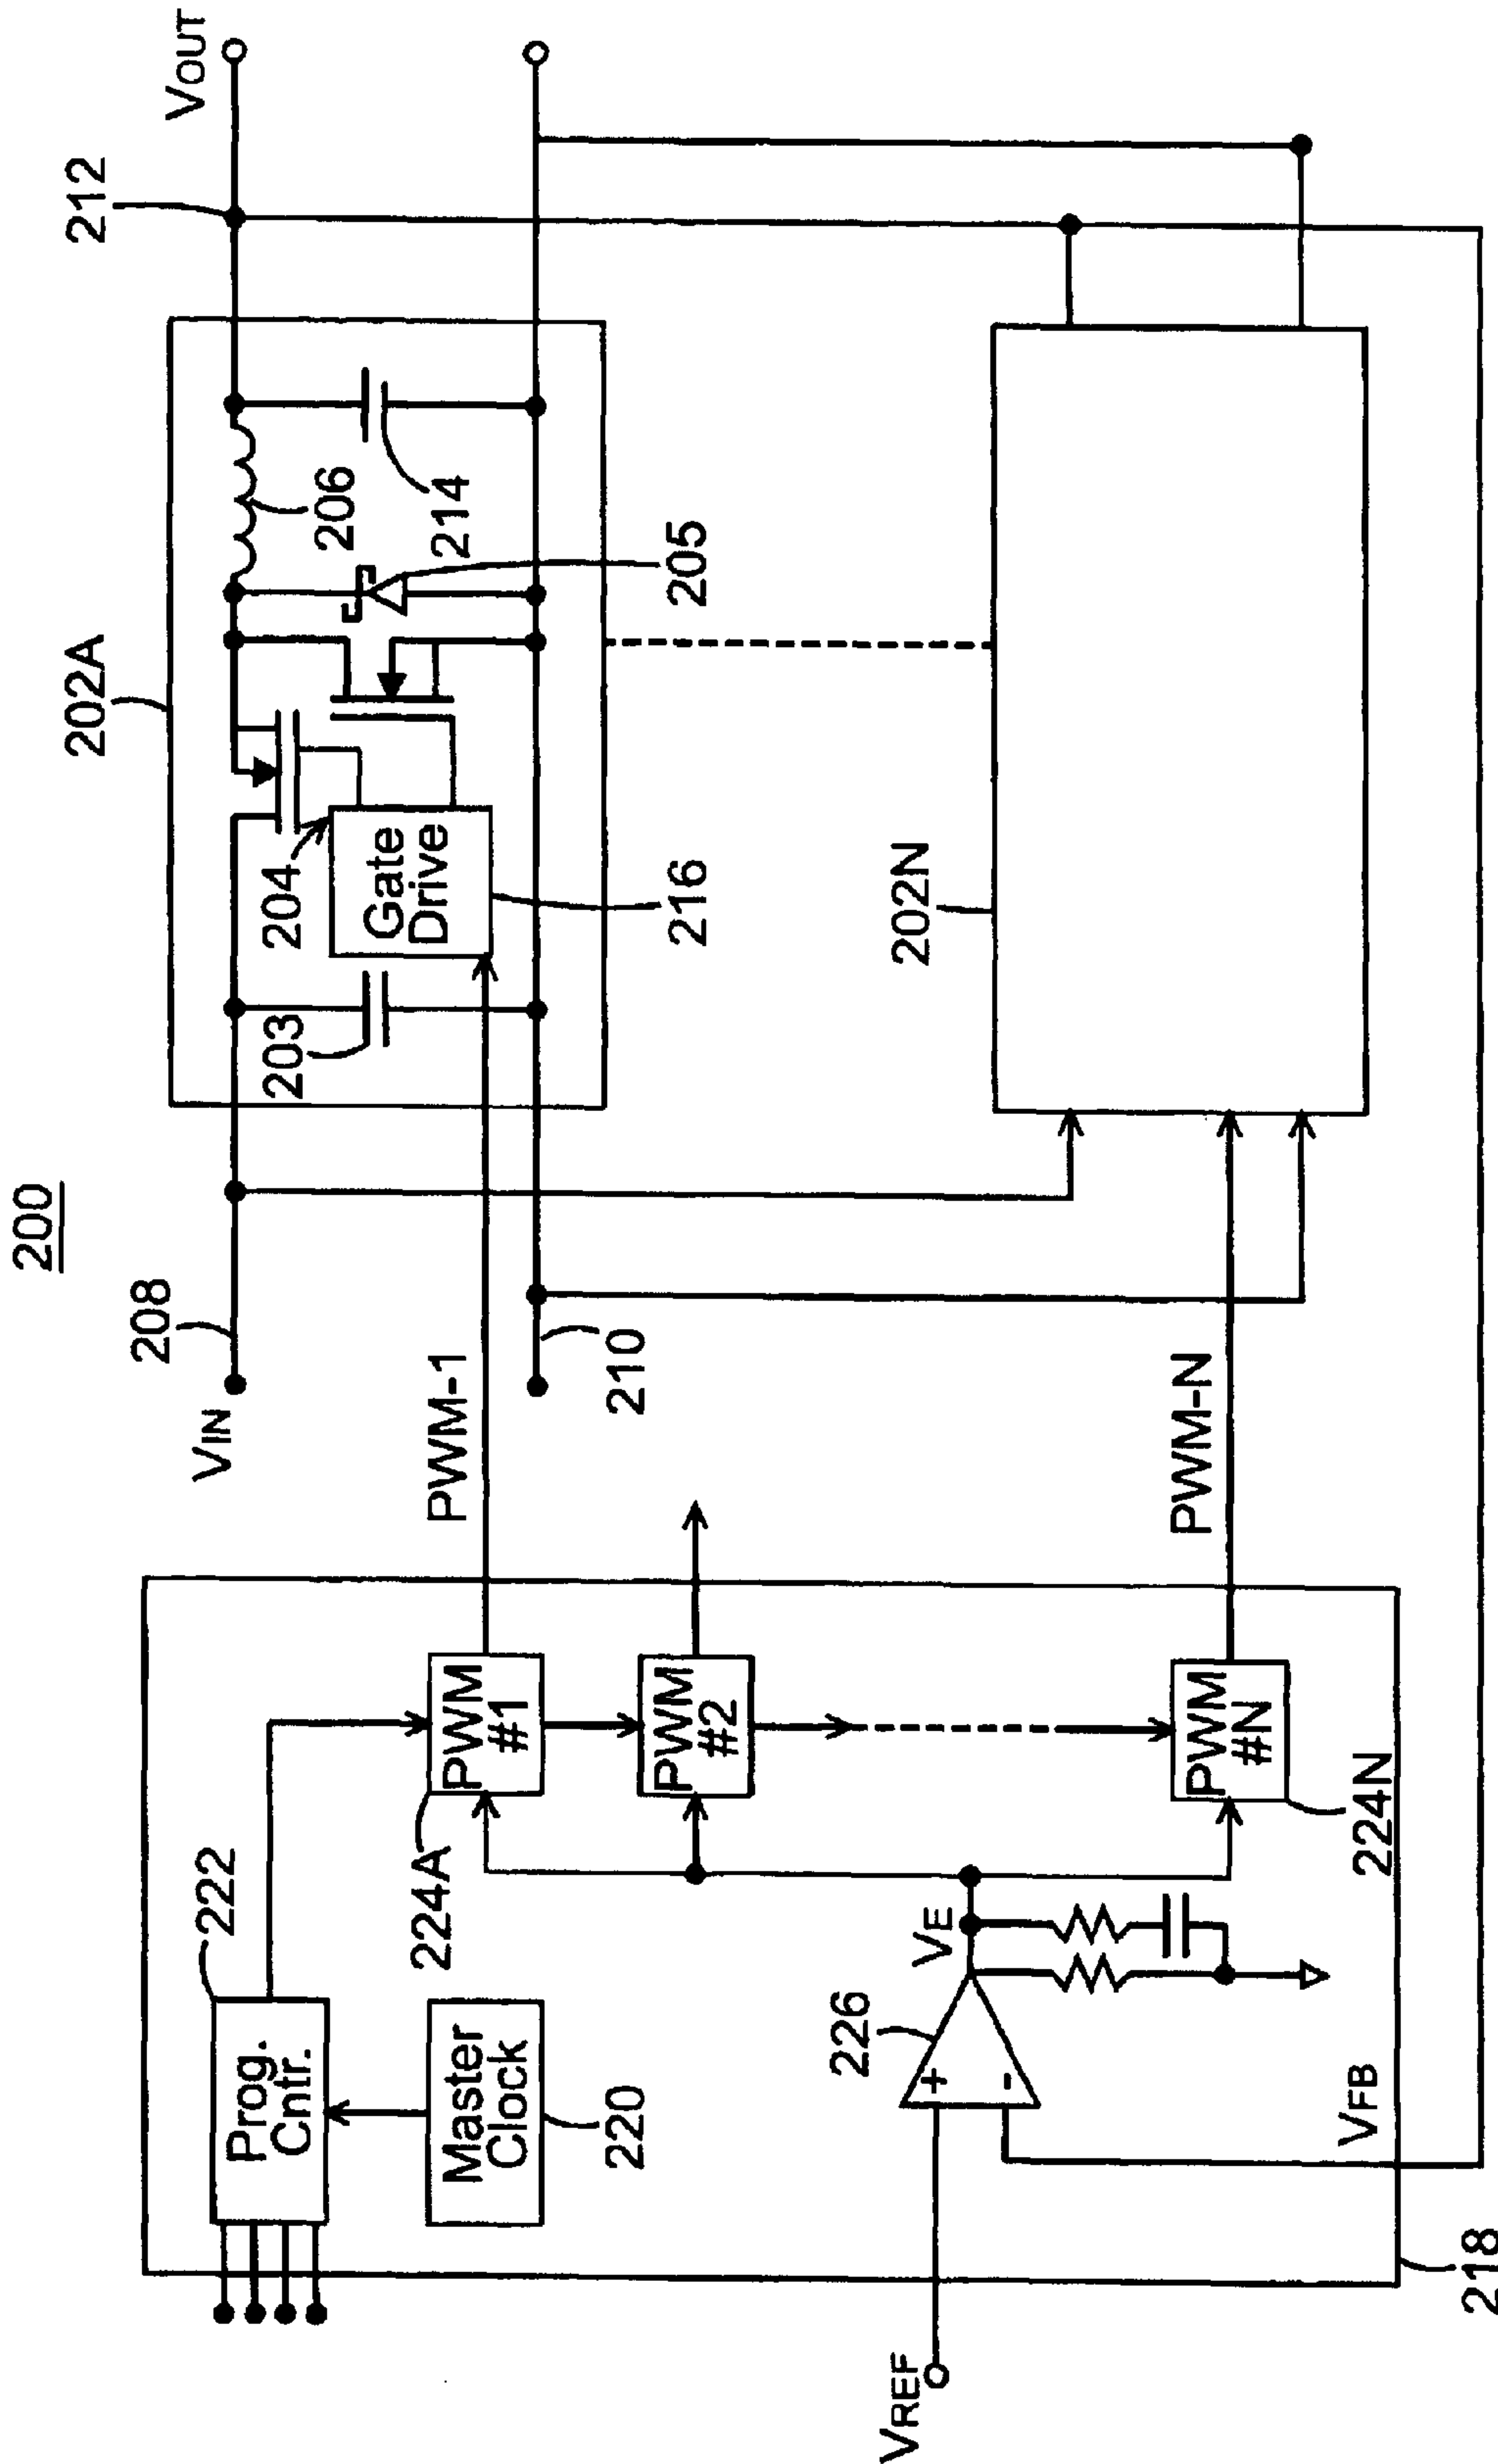 200
208
202A
212
VIN
VOUT
203
204
Gate
Drive
206
214
216
205
210
PWM-1
222
Prog.
Cntr.
Master
Clock
220
224A
PWM
#1
PWM
#2
PWM
#N
224N
PWM-N
202N
226
+
-
VE
VREF
VFB
218